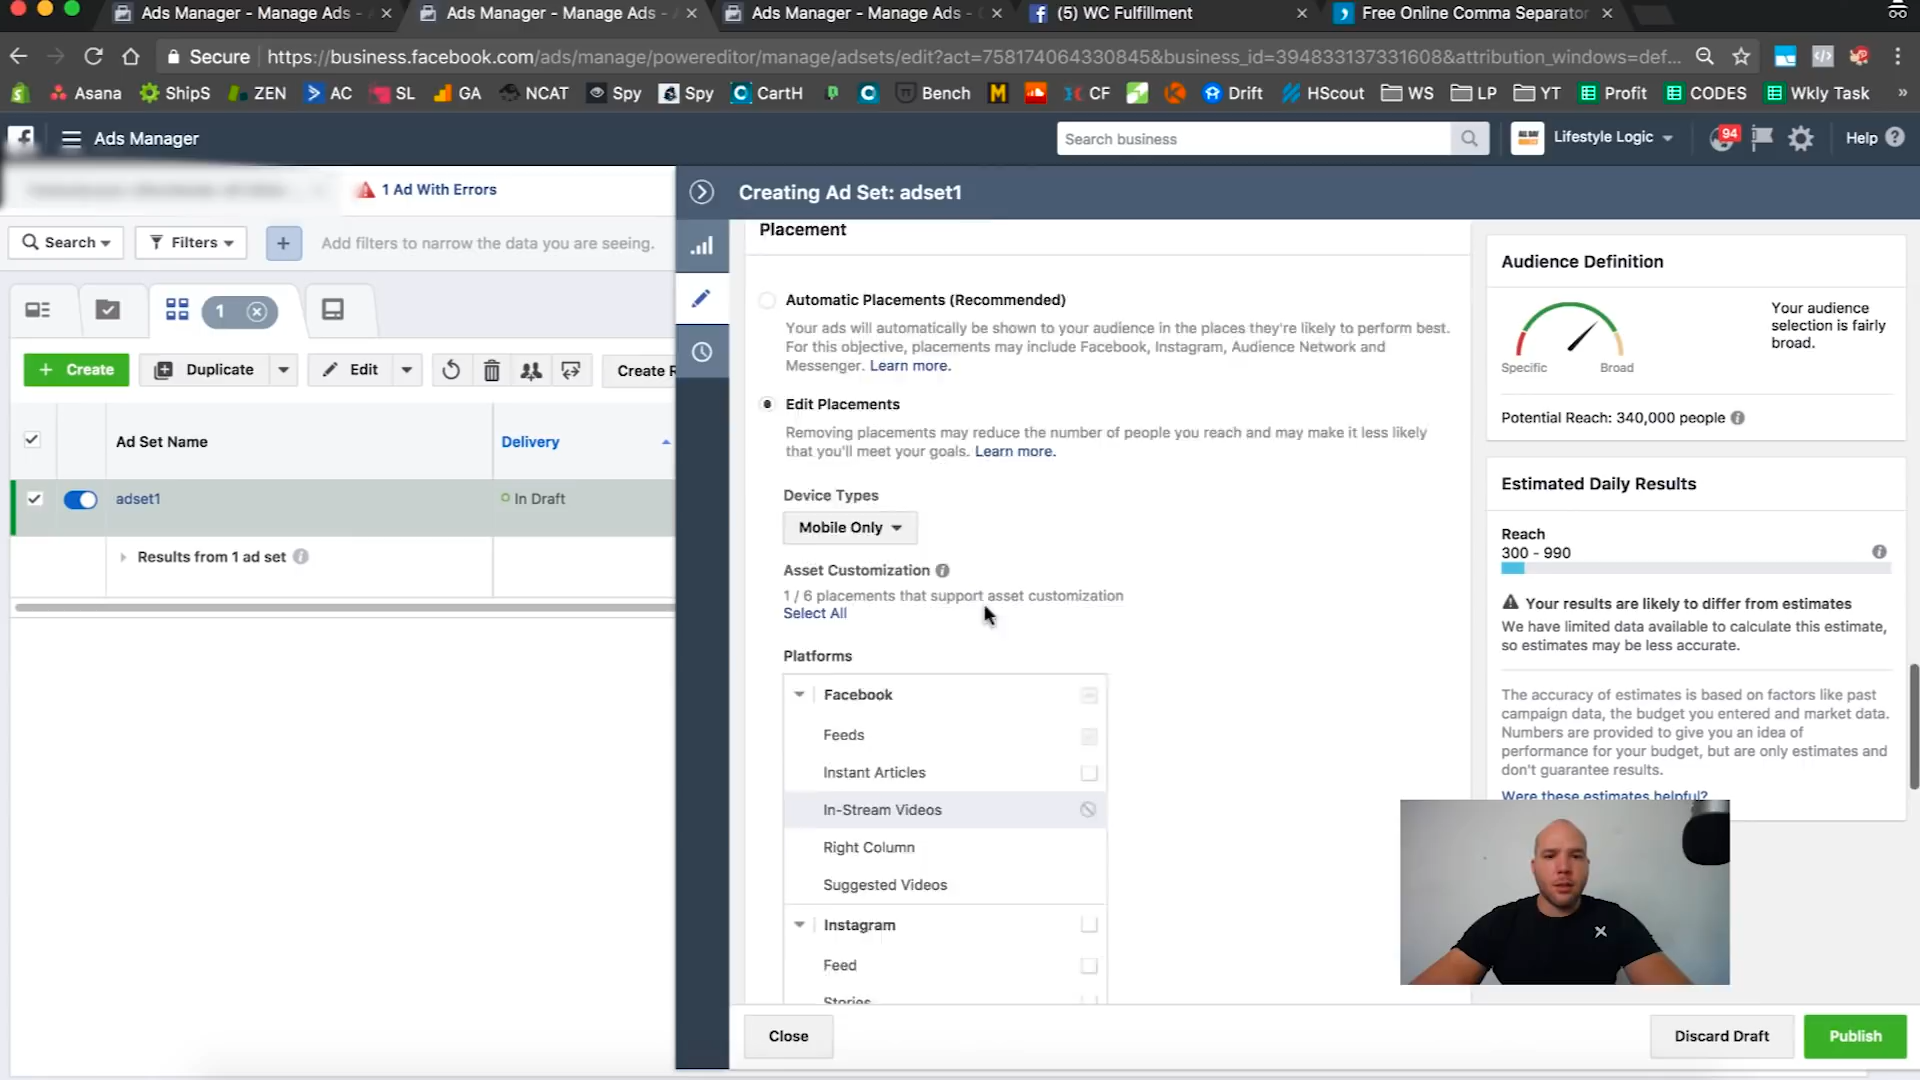 Ads Manager - Manage Ads -
Ads Manager - Manage Ads -
Ads Manager - Manage Ads -
(5) WC Fulfillment
Free Online Comma Separator
Secure
https://business.facebook.com/ads/manage/powereditor/manage/adsets/edit?act=758174064330845&business_id=394833137331608&attribution_windows=def...
Asana
ShipS
ZEN
AC
SL
GA
NCAT
Spy
Spy
CartH
Bench
CF
Drift
HScout
WS
LP
YT
Profit
CODES
Wkly Task
»
Ads Manager
Search business
Lifestyle Logic
94
Help
1 Ad With Errors
Creating Ad Set: adset1
Search
Filters
+
Add filters to narrow the data you are seeing.
1
+ Create
Duplicate
Edit
Create R
Ad Set Name
Delivery
adset1
In Draft
Results from 1 ad set
Placement
Automatic Placements (Recommended)
Your ads will automatically be shown to your audience in the places they're likely to perform best.
For this objective, placements may include Facebook, Instagram, Audience Network and
Messenger. Learn more.
Edit Placements
Removing placements may reduce the number of people you reach and may make it less likely
that you'll meet your goals. Learn more.
Device Types
Mobile Only
Asset Customization
1 / 6 placements that support asset customization
Select All
Platforms
Facebook
Feeds
Instant Articles
In-Stream Videos
Right Column
Suggested Videos
Instagram
Feed
Stories
Close
Discard Draft
Publish
Audience Definition
Your audience
selection is fairly
broad.
Specific
Broad
Potential Reach: 340,000 people
Estimated Daily Results
Reach
300 - 990
Your results are likely to differ from estimates
We have limited data available to calculate this estimate,
so estimates may be less accurate.
The accuracy of estimates is based on factors like past
campaign data, the budget you entered and market data.
Numbers are provided to give you an idea of
performance for your budget, but are only estimates and
don't guarantee results.
Were these estimates helpful?